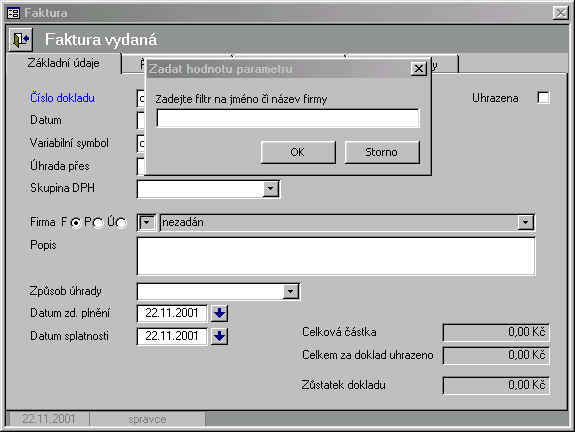 Faktura
Faktura vydaná
Základní údaje
Zadat hodnotu parametru
Zadejte filtr na jméno či název firmy
OK Storno
Číslo dokladu
Uhrazena
Datum
Variabilní symbol
Úhrada přes
Skupina DPH
Firma F P Ú nezadán
Popis
Způsob úhrady
Datum zd. plnění 22.11.2001
Datum splatnosti 22.11.2001
Celková částka 0,00 Kč
Celkem za doklad uhrazeno 0,00 Kč
Zůstatek dokladu 0,00 Kč
22.11.2001 spravce